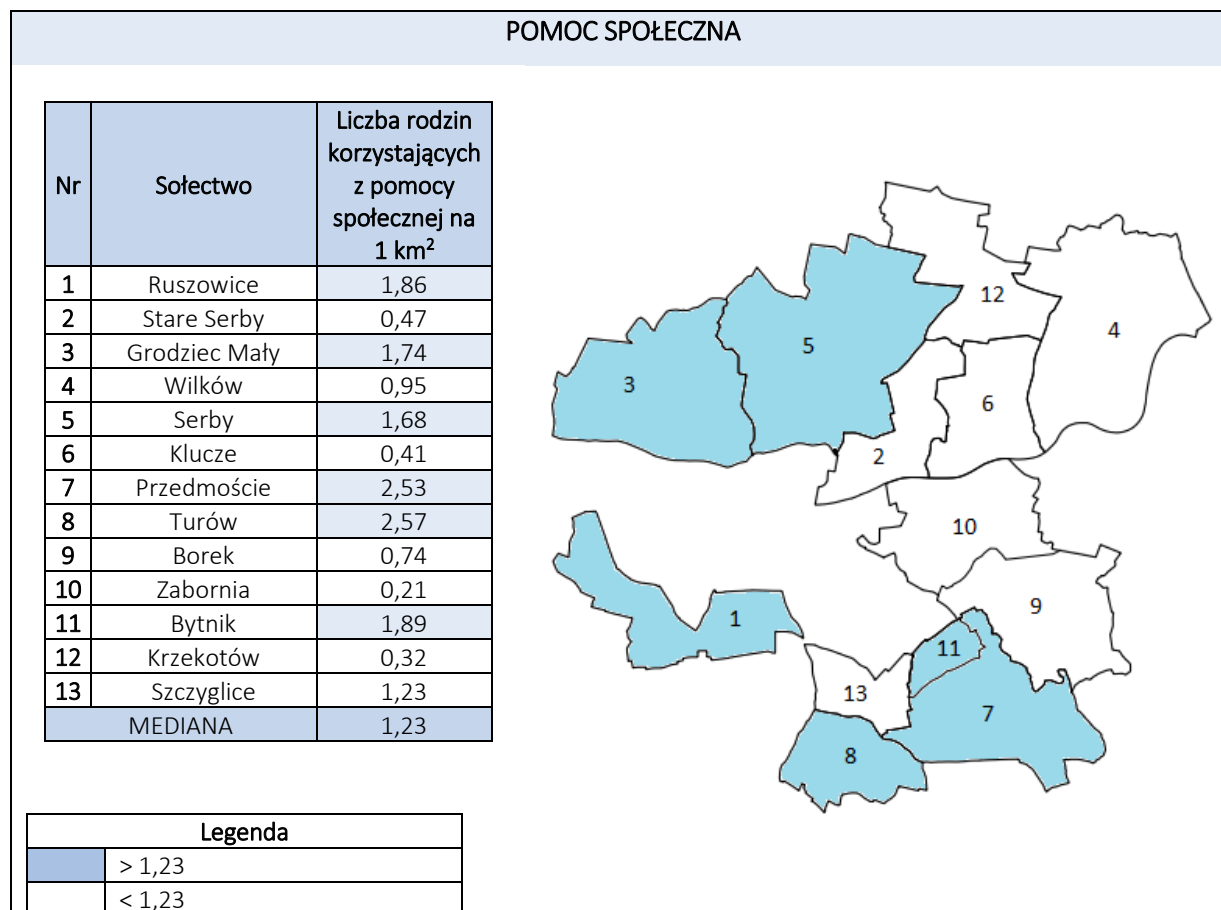 POMOC SPOŁECZNA
Nr Sołectwo Liczba rodzin
korzystających
z pomocy
społecznej na
1 km²
1 Ruszowice 1,86
2 Stare Serby 0,47
3 Grodziec Mały 1,74
4 Wilków 0,95
5 Serby 1,68
6 Klucze 0,41
7 Przedmoście 2,53
8 Turów 2,57
9 Borek 0,74
10 Zabornia 0,21
11 Bytnik 1,89
12 Krzekotów 0,32
13 Szczyglice 1,23
MEDIANA 1,23
12
4
5
3
6
2
10
9
1
11
13
7
8
Legenda
> 1,23
< 1,23